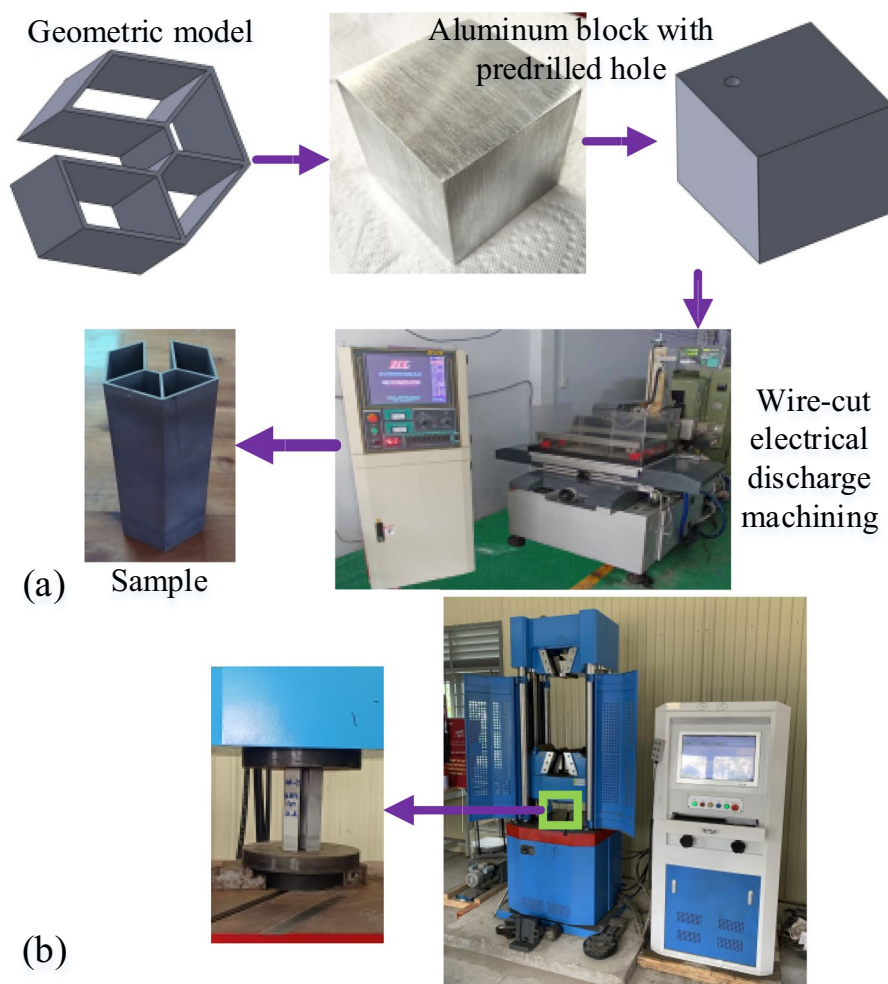 Geometric model
Aluminum block with
predrilled hole
Wire-cut
electrical
discharge
machining
Sample
(a)
(b)